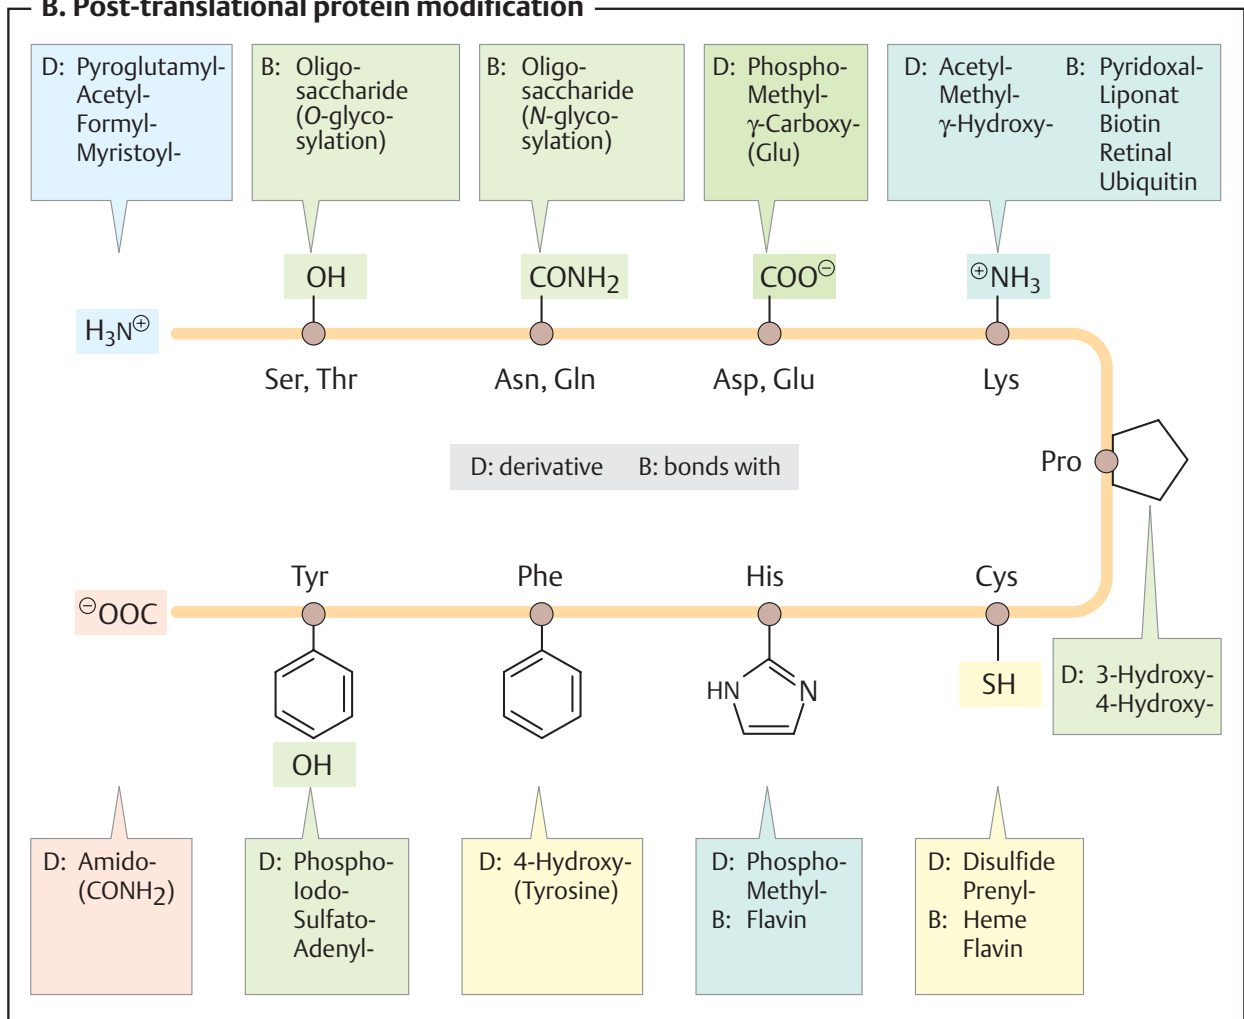 B. Post-translational protein modification
D: Pyroglutamyl-
Acetyl-
Formyl-
Myristoyl-
B: Oligo-
saccharide
(O-glyco-
sylation)
B: Oligo-
saccharide
(N-glyco-
sylation)
D: Phospho-
Methyl-
γ-Carboxy-
(Glu)
D: Acetyl-
Methyl-
γ-Hydroxy-
B: Pyridoxal-
Liponat
Biotin
Retinal
Ubiquitin
OH
CONH2
COO⊖
⊕NH3
H3N⊕
Ser, Thr
Asn, Gln
Asp, Glu
Lys
D: derivative B: bonds with
Pro
Tyr
Phe
His
Cys
⊖OOC
HN
N
SH
OH
D: 3-Hydroxy-
4-Hydroxy-
D: Amido-
(CONH2)
D: Phospho-
Iodo-
Sulfato-
Adenyl-
D: 4-Hydroxy-
(Tyrosine)
D: Phospho-
Methyl-
B: Flavin
D: Disulfide
Prenyl-
B: Heme
Flavin